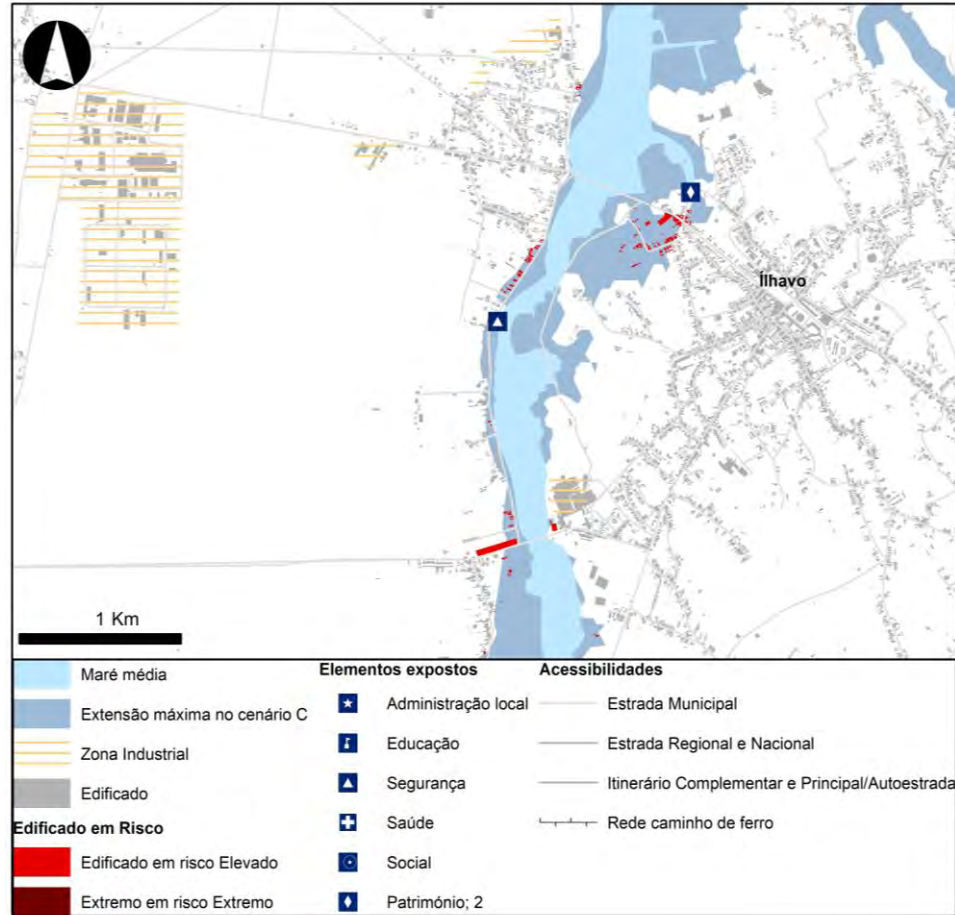 Ílhavo
1 Km
Maré média
Extensão máxima no cenário C
Zona Industrial
Edificado
Edificado em Risco
Edificado em risco Elevado
Extremo em risco Extremo
Elementos expostos
Administração local
Educação
Segurança
Saúde
Social
Património; 2
Acessibilidades
Estrada Municipal
Estrada Regional e Nacional
Itinerário Complementar e Principal/Autoestrada
Rede caminho de ferro